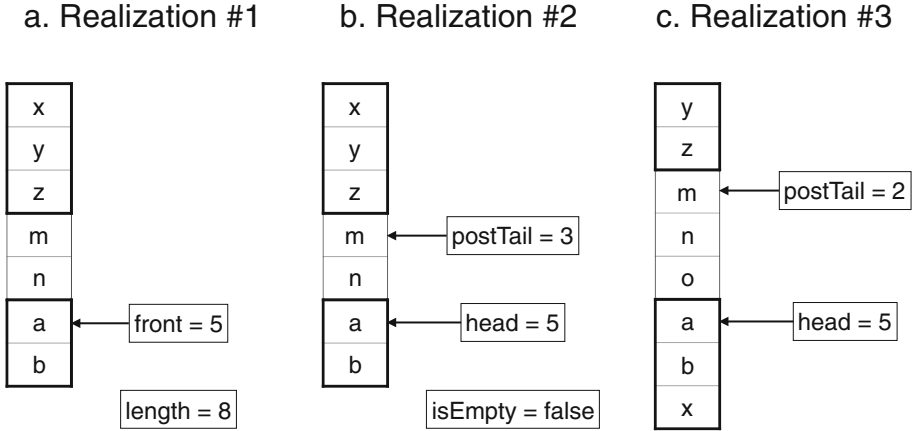 a. Realization #1
x
y
z
m
n
a
b
front = 5
length = 8
b. Realization #2
x
y
z
m
n
a
b
postTail = 3
head = 5
isEmpty = false
c. Realization #3
y
z
m
n
o
a
b
x
postTail = 2
head = 5